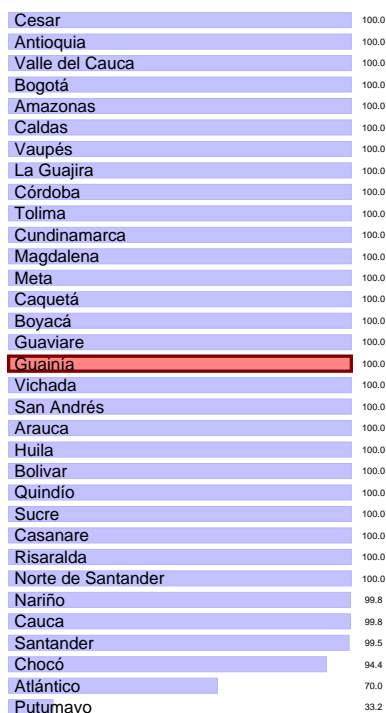 Cesar 100.0
Antioquia 100.0
Valle del Cauca 100.0
Bogotá 100.0
Amazonas 100.0
Caldas 100.0
Vaupés 100.0
La Guajira 100.0
Córdoba 100.0
Tolima 100.0
Cundinamarca 100.0
Magdalena 100.0
Meta 100.0
Caquetá 100.0
Boyacá 100.0
Guaviare 100.0
Guainía 100.0
Vichada 100.0
San Andrés 100.0
Arauca 100.0
Huila 100.0
Bolivar 100.0
Quindío 100.0
Sucre 100.0
Casanare 100.0
Risaralda 100.0
Norte de Santander 100.0
Nariño 99.8
Cauca 99.8
Santander 99.5
Chocó 94.4
Atlántico 70.0
Putumayo 33.2